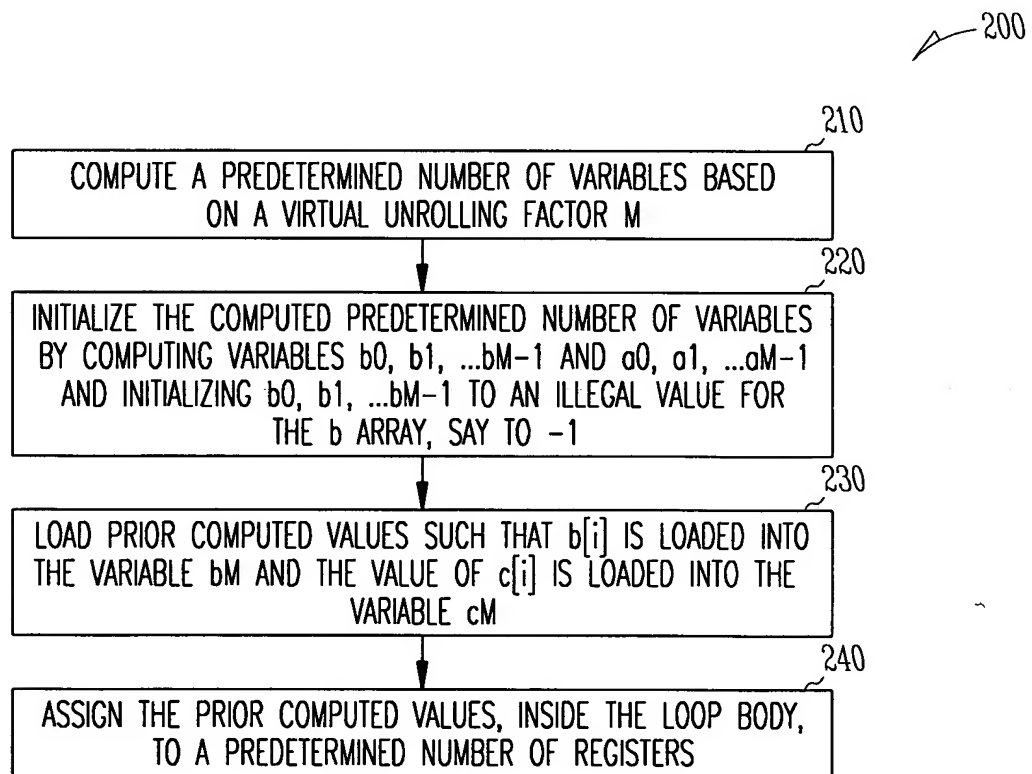 200
210
COMPUTE A PREDETERMINED NUMBER OF VARIABLES BASED
ON A VIRTUAL UNROLLING FACTOR M
220
INITIALIZE THE COMPUTED PREDETERMINED NUMBER OF VARIABLES
BY COMPUTING VARIABLES b0, b1, ...bM-1 AND a0, a1, ...aM-1
AND INITIALIZING b0, b1, ...bM-1 TO AN ILLEGAL VALUE FOR
THE b ARRAY, SAY TO -1
230
LOAD PRIOR COMPUTED VALUES SUCH THAT b[i] IS LOADED INTO
THE VARIABLE bM AND THE VALUE OF c[i] IS LOADED INTO THE
VARIABLE cM
240
ASSIGN THE PRIOR COMPUTED VALUES, INSIDE THE LOOP BODY,
TO A PREDETERMINED NUMBER OF REGISTERS